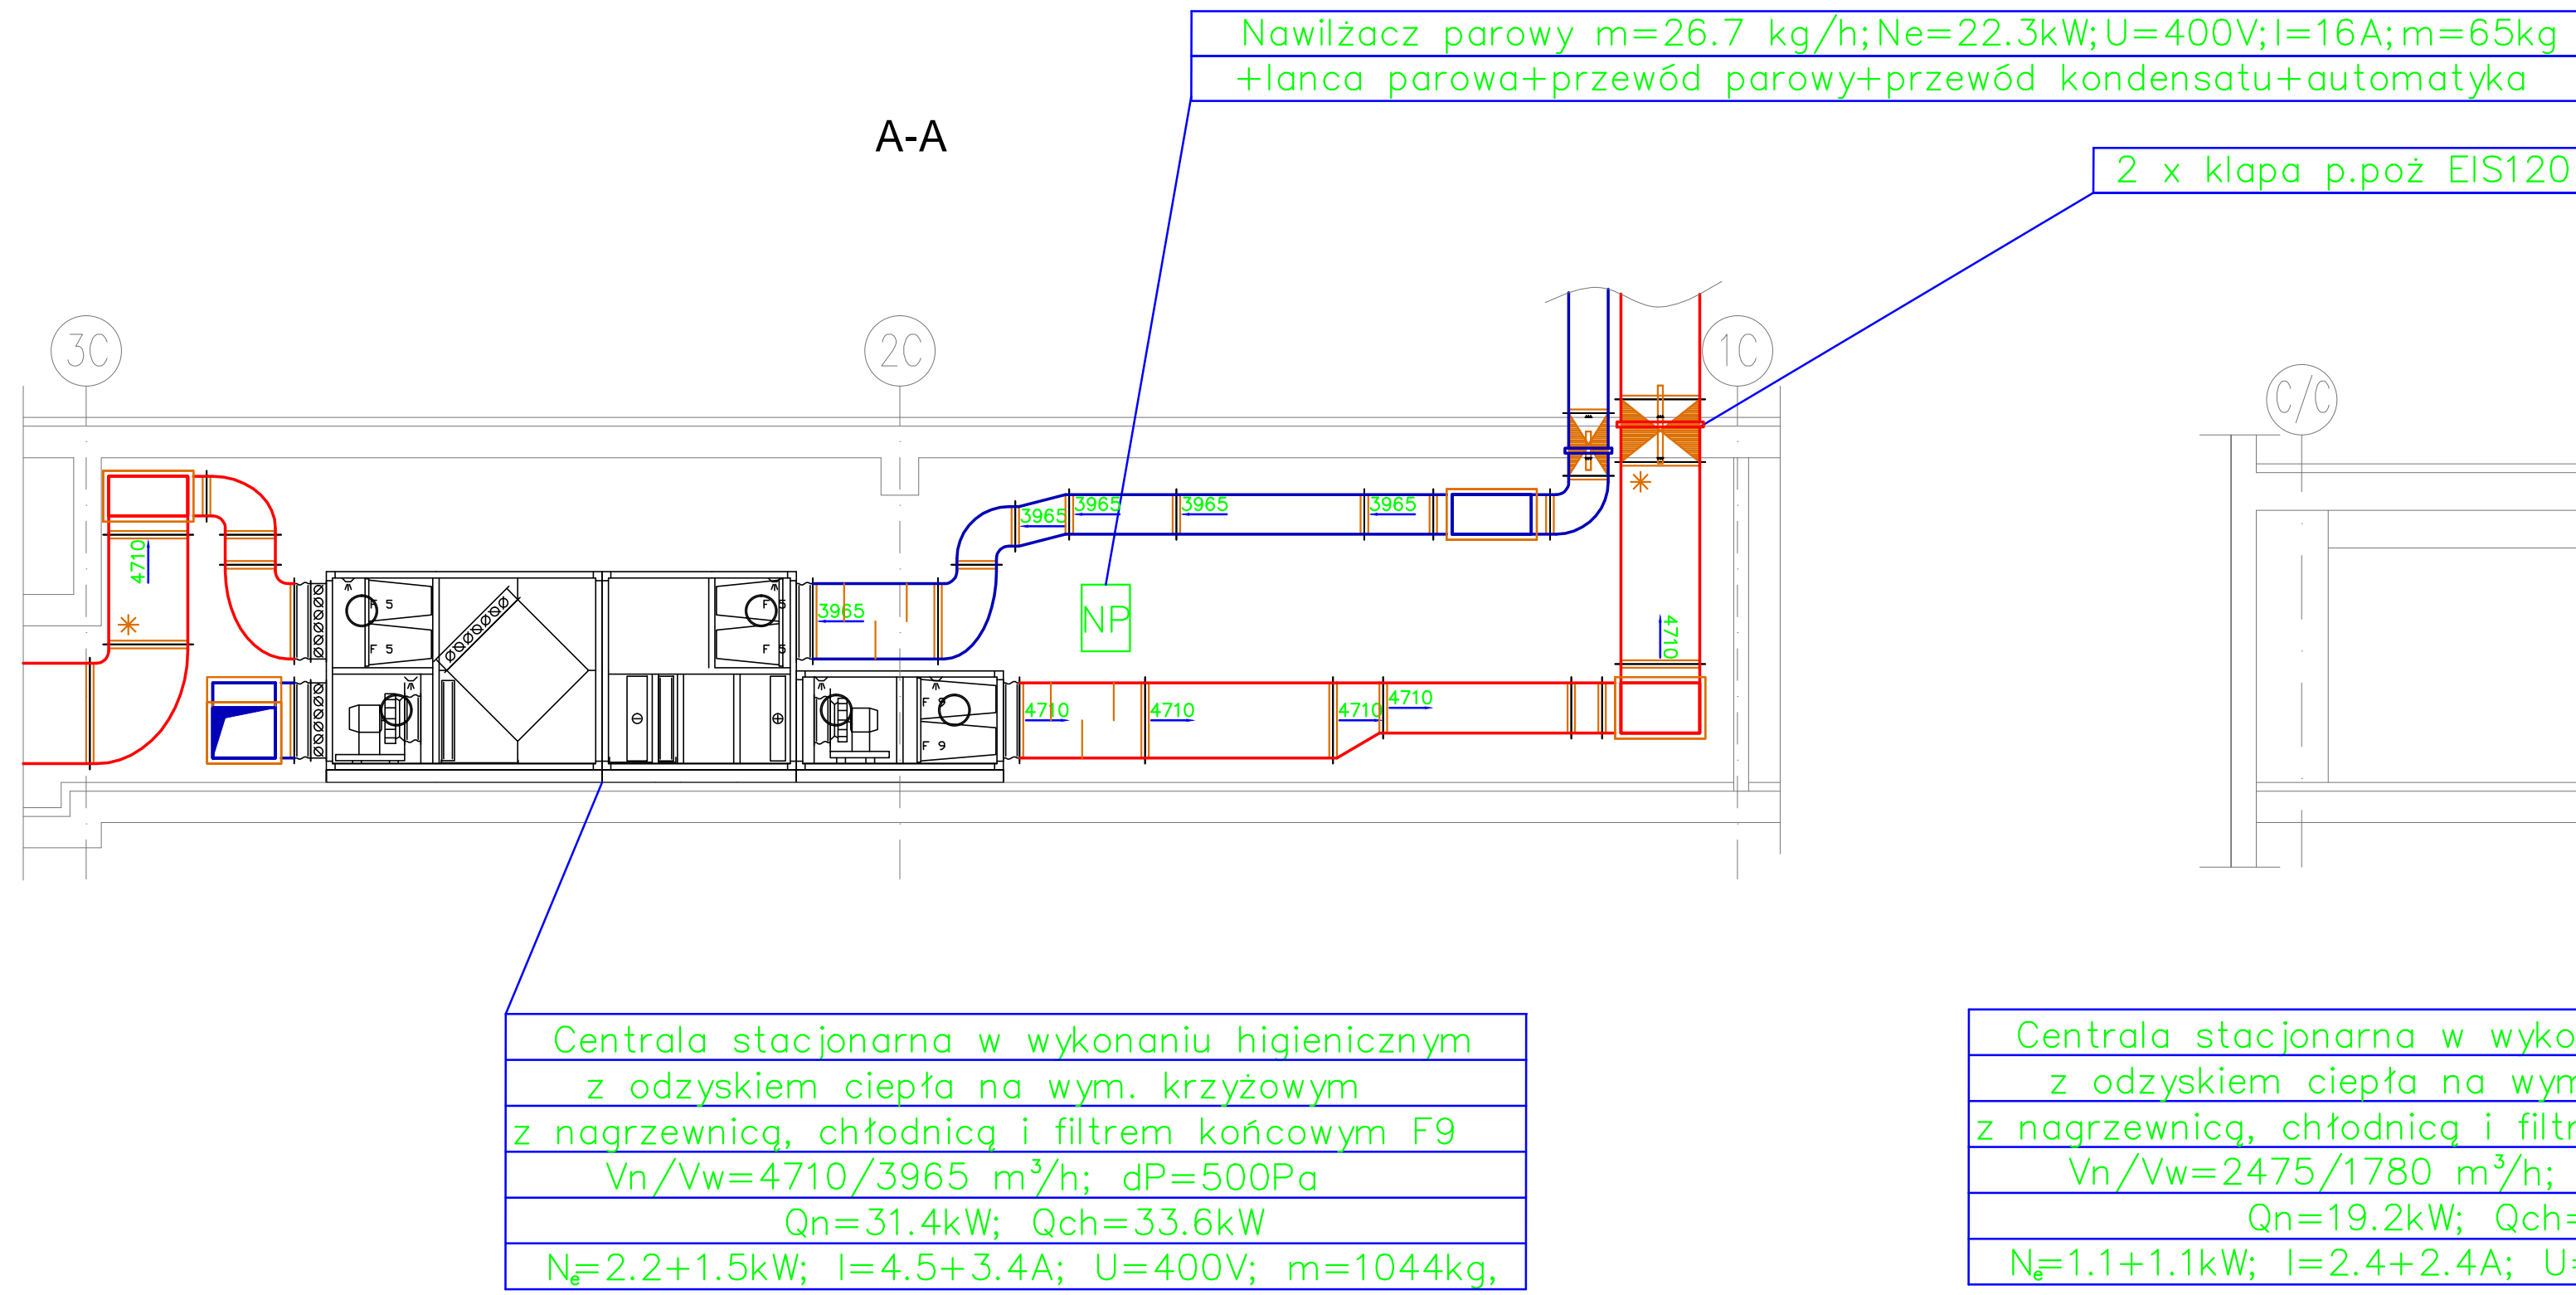 Nawilżacz parowy m=26.7 kg/h;Ne=22.3kW;U=400V;I=16A;m=65kg
+lanca parowa+przewód parowy+przewód kondensatu+automatyka
A-A
2 x klapa p.poż EIS120
3C
2C
1C
C/C
3965
3965
3965
3965
4710
F 5
F 5
F 5
F 5
3965
NP
4710
F 9
F 9
4710
4710
4710
4710
Centrala stacjonarna w wykonaniu higienicznym
z odzyskiem ciepła na wym. krzyżowym
z nagrzewnicą, chłodnicą i filtrem końcowym F9
Vn/Vw=4710/3965 m³/h; dP=500Pa
Qn=31.4kW; Qch=33.6kW
Ne=2.2+1.5kW; I=4.5+3.4A; U=400V; m=1044kg,
Centrala stacjonarna w wyko
z odzyskiem ciepła na wym
z nagrzewnicą, chłodnicą i filtr
Vn/Vw=2475/1780 m³/h;
Qn=19.2kW; Qch=
Ne=1.1+1.1kW; I=2.4+2.4A; U=